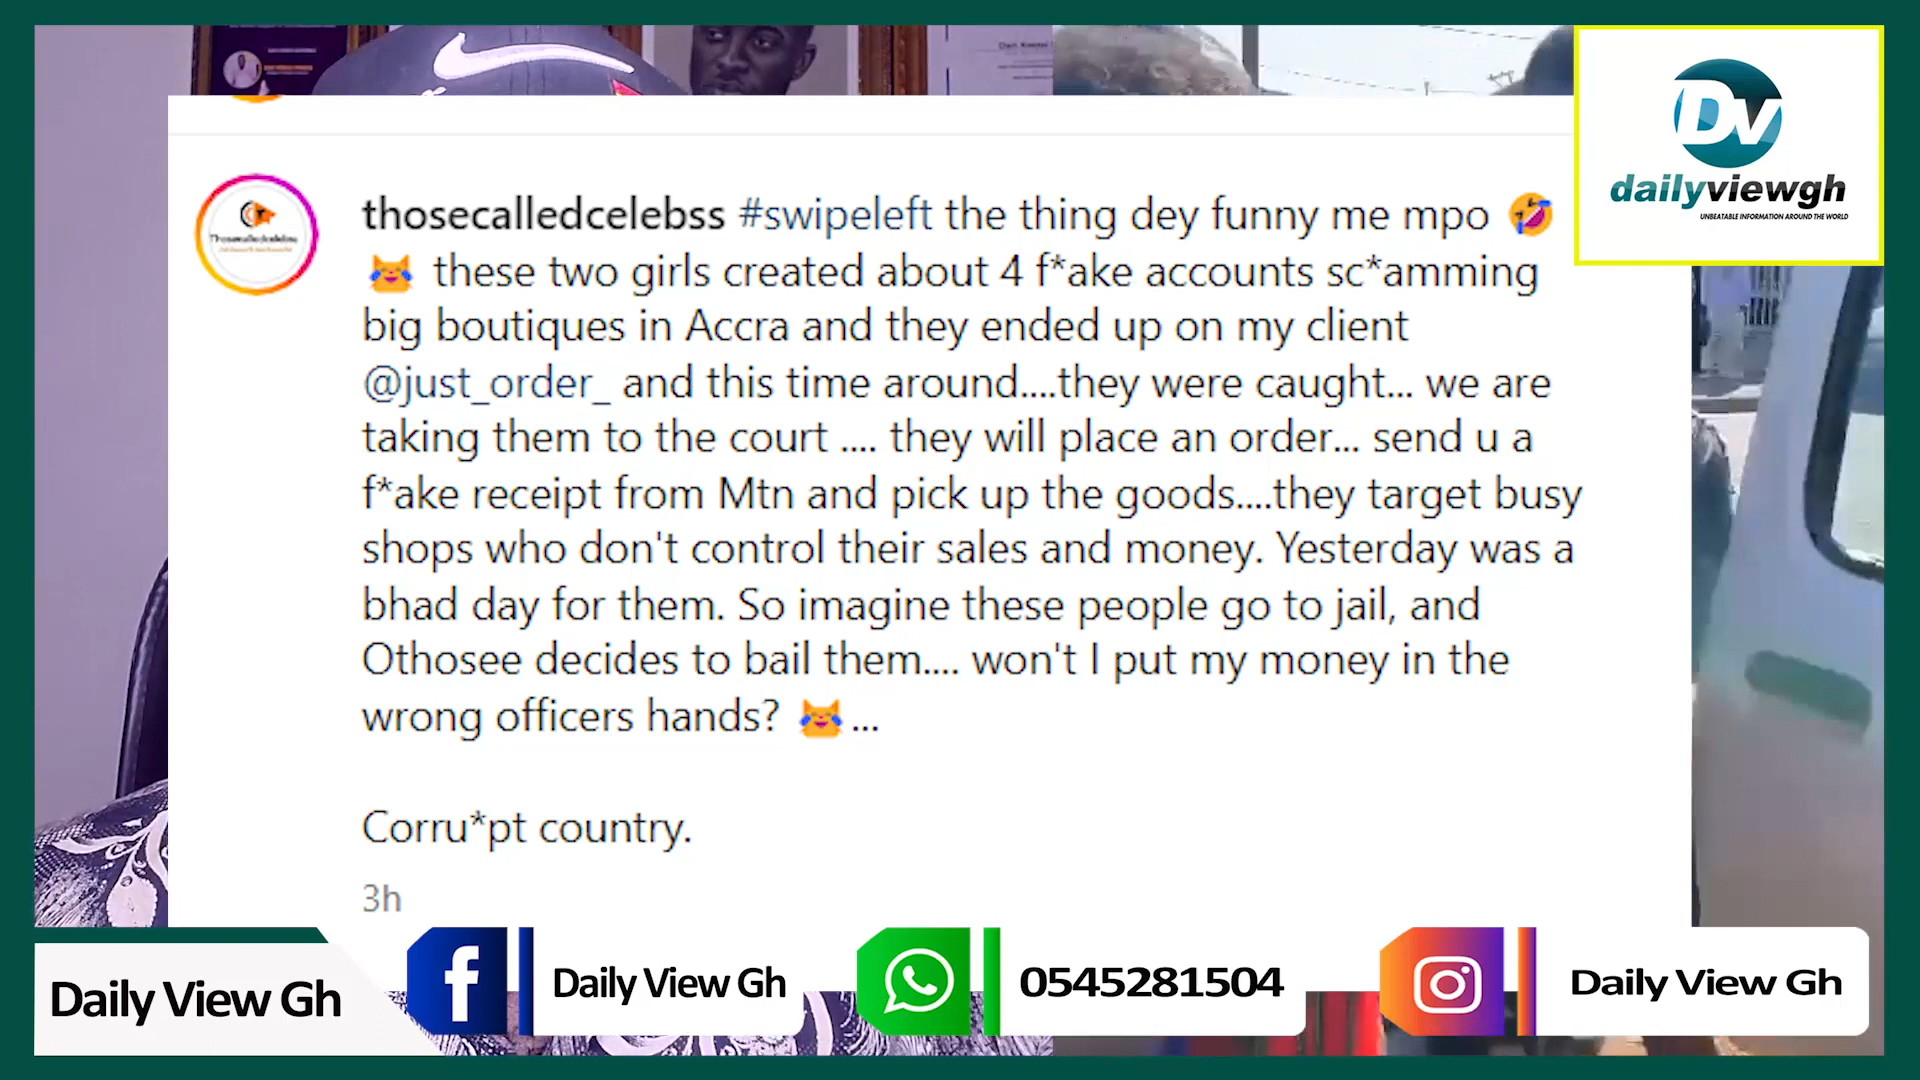 DV
dailyviewgh
UNBEATABLE INFORMATION AROUND THE WORLD
thosecalledcelebss #swipeleft the thing dey funny me mpo 🤣
😹 these two girls created about 4 f*ake accounts sc*amming
big boutiques in Accra and they ended up on my client
@just_order_ and this time around....they were caught... we are
taking them to the court .... they will place an order... send u a
f*ake receipt from Mtn and pick up the goods....they target busy
shops who don't control their sales and money. Yesterday was a
bhad day for them. So imagine these people go to jail, and
Othosee decides to bail them.... won't I put my money in the
wrong officers hands? 😹...
Corru*pt country.
3h
Daily View Gh
Daily View Gh
0545281504
Daily View Gh